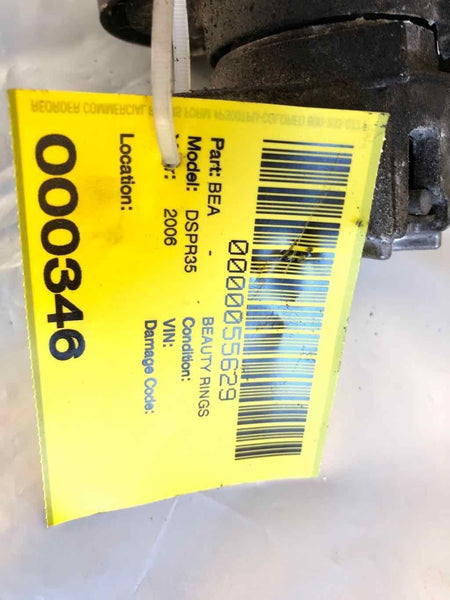 0000055629
Part: BEA - BEAUTY RINGS
Model: DSPR35 Condition:
2006 VIN:
Location: Damage Code:
000346